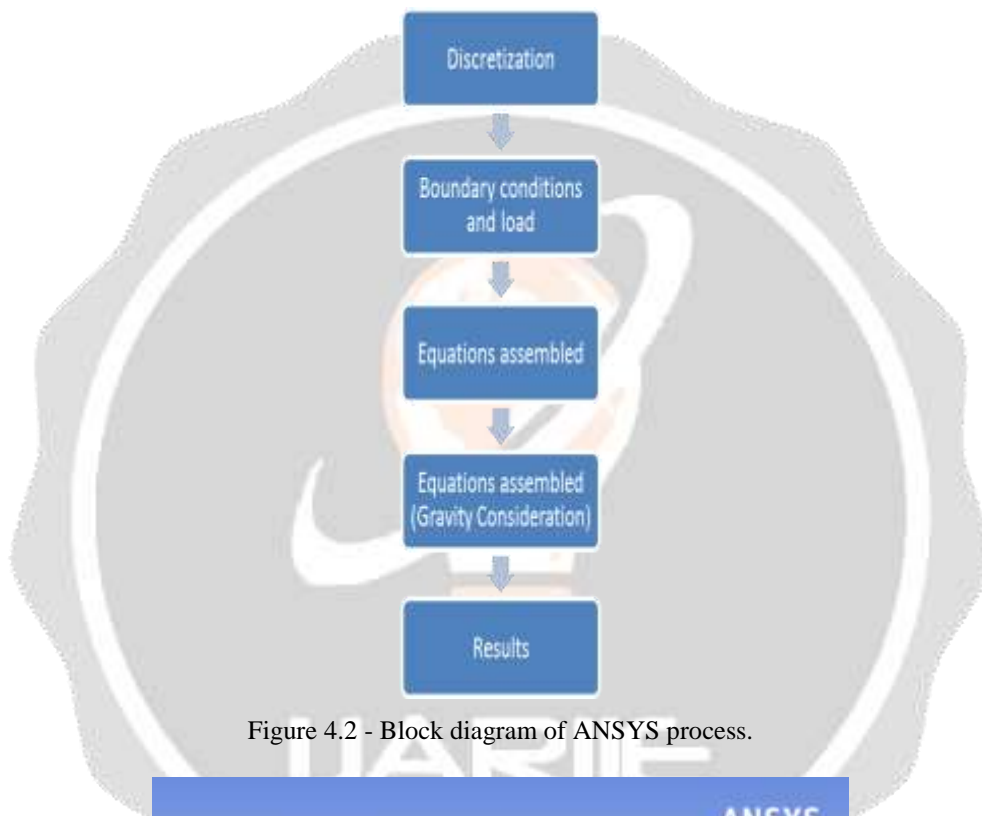 Discretization
Boundary conditions
and load
Equations assembled
Equations assembled
(Gravity Consideration)
Results
Figure 4.2 - Block diagram of ANSYS process.
IJARIIE
ANSYS